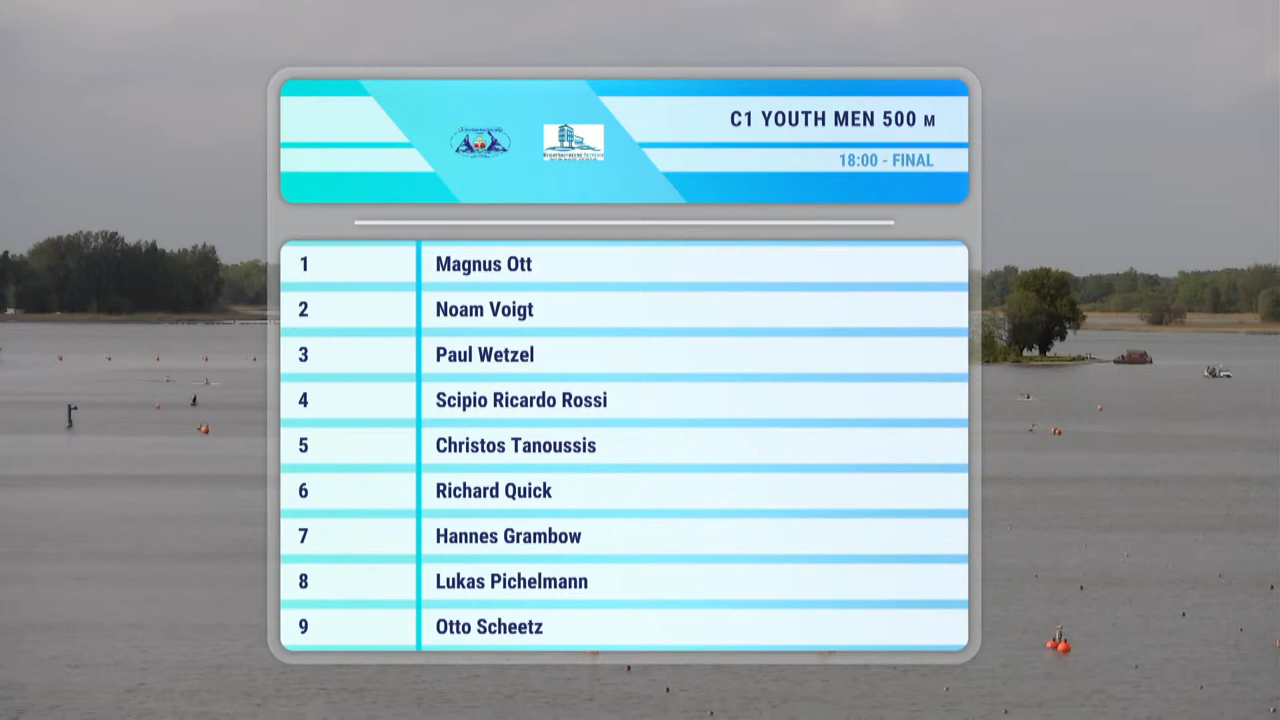 C1 YOUTH MEN 500 M
18:00 - FINAL
1 Magnus Ott
2 Noam Voigt
3 Paul Wetzel
4 Scipio Ricardo Rossi
5 Christos Tanoussis
6 Richard Quick
7 Hannes Grambow
8 Lukas Pichelmann
9 Otto Scheetz